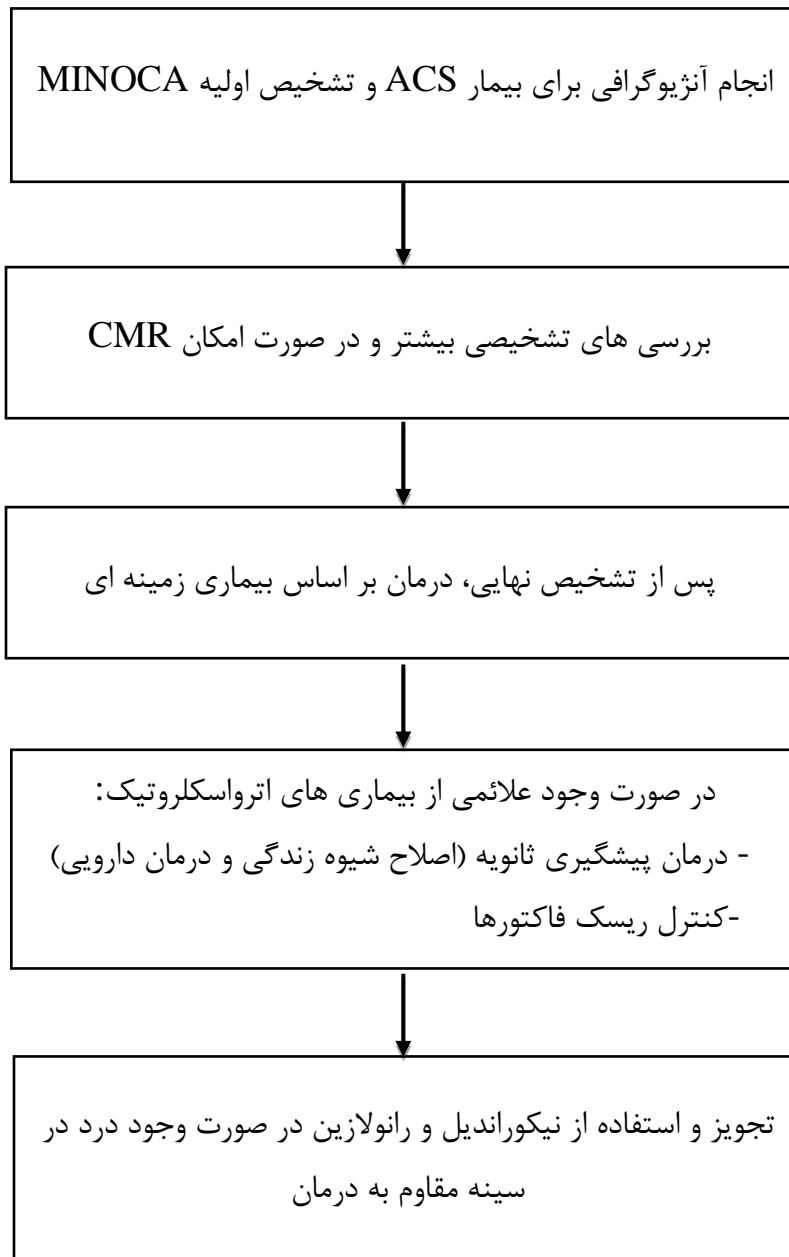 انجام آنژیوگرافی برای بیمار ACS و تشخیص اولیه MINOCA
بررسی های تشخیصی بیشتر و در صورت امکان CMR
پس از تشخیص نهایی، درمان بر اساس بیماری زمینه ای
در صورت وجود علائمی از بیماری های اترواسکلروتیک:
- درمان پیشگیری ثانویه (اصلاح شیوه زندگی و درمان دارویی)
-کنترل ریسک فاکتورها
تجویز و استفاده از نیکوراندیل و رانولازین در صورت وجود درد در
سینه مقاوم به درمان